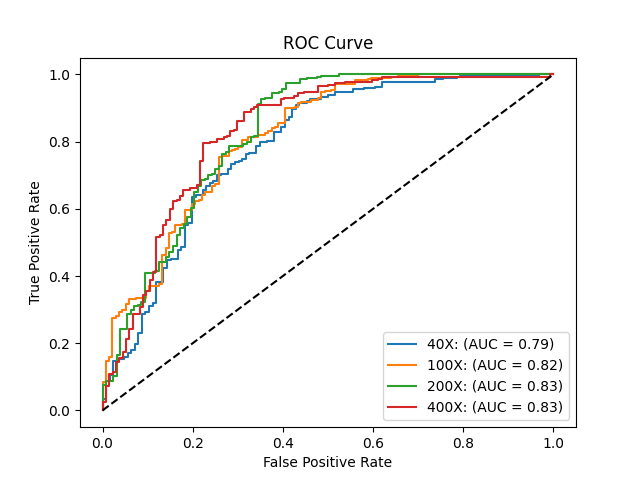 ROC Curve
True Positive Rate
1.0
0.8
0.6
0.4
0.2
0.0
0.0 0.2 0.4 0.6 0.8 1.0
False Positive Rate
40X: (AUC = 0.79)
100X: (AUC = 0.82)
200X: (AUC = 0.83)
400X: (AUC = 0.83)